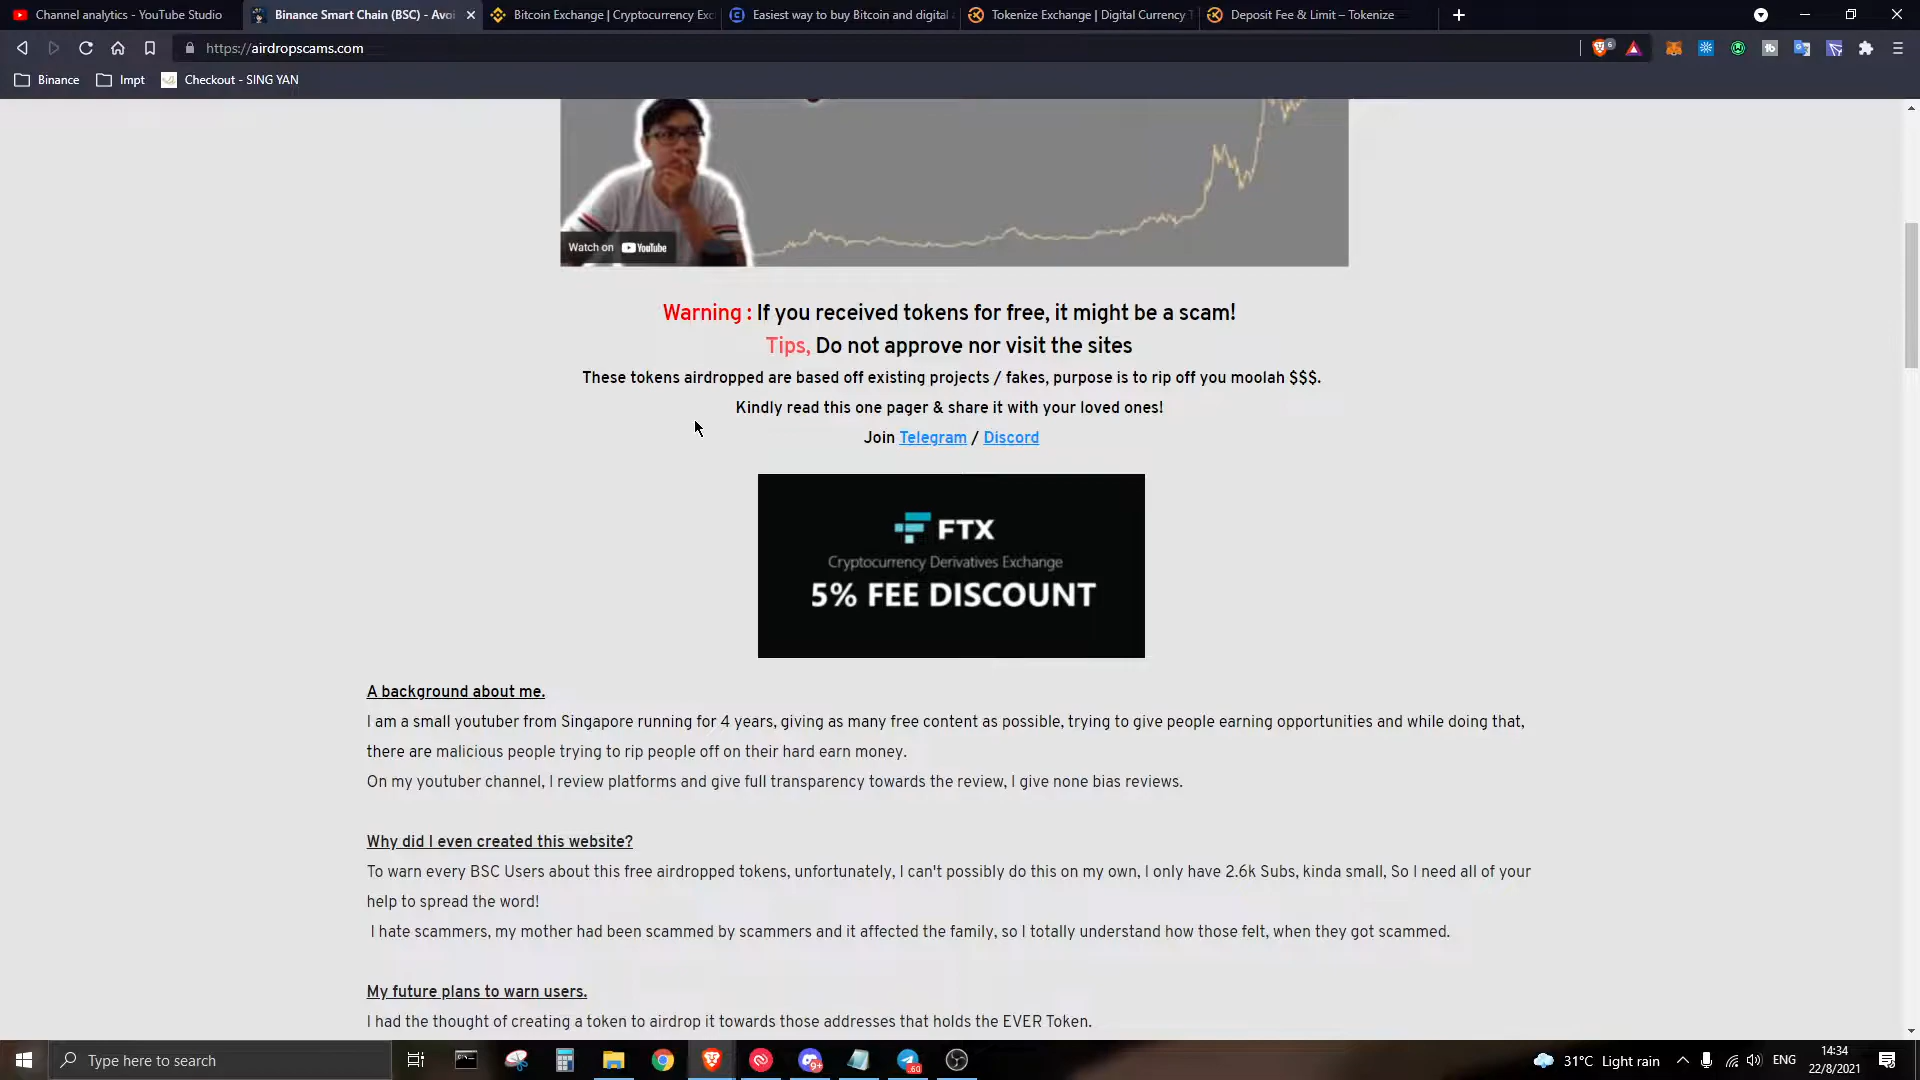 Channel analytics - YouTube Studio
Binance Smart Chain (BSC) - Avoi
Bitcoin Exchange | Cryptocurrency Exc
Easiest way to buy Bitcoin and digital
Tokenize Exchange | Digital Currency T
Deposit Fee & Limit – Tokenize
https://airdropscams.com
6
Binance
Impt
Checkout - SING YAN
Watch on YouTube
Warning : If you received tokens for free, it might be a scam!
Tips, Do not approve nor visit the sites
These tokens airdropped are based off existing projects / fakes, purpose is to rip off you moolah $$$.
Kindly read this one pager & share it with your loved ones!
Join Telegram / Discord
FTX
Cryptocurrency Derivatives Exchange
5% FEE DISCOUNT
A background about me.
I am a small youtuber from Singapore running for 4 years, giving as many free content as possible, trying to give people earning opportunities and while doing that,
there are malicious people trying to rip people off on their hard earn money.
On my youtuber channel, I review platforms and give full transparency towards the review, I give none bias reviews.
Why did I even created this website?
To warn every BSC Users about this free airdropped tokens, unfortunately, I can't possibly do this on my own, I only have 2.6k Subs, kinda small, So I need all of your
help to spread the word!
I hate scammers, my mother had been scammed by scammers and it affected the family, so I totally understand how those felt, when they got scammed.
My future plans to warn users.
I had the thought of creating a token to airdrop it towards those addresses that holds the EVER Token.
Type here to search
9+
60
31°C Light rain
ENG
14:34
22/8/2021